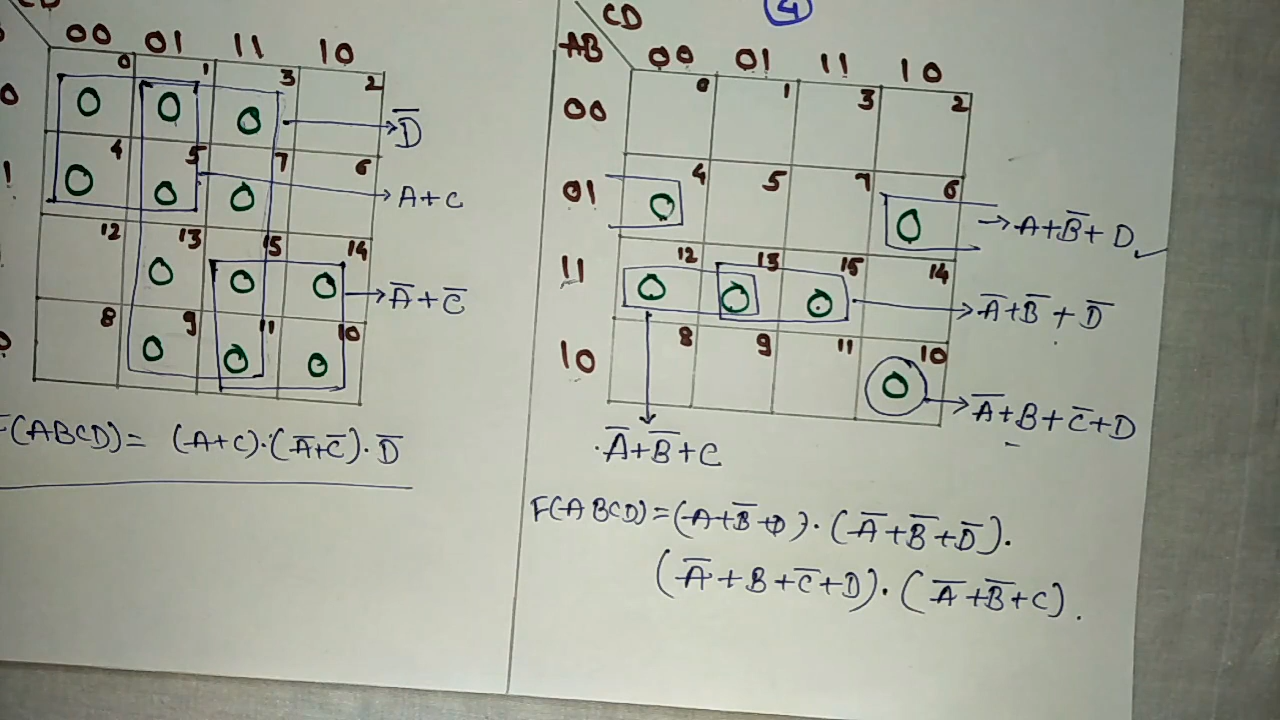 CD
00 01 11 10
0 1 3 2
0 0 0 0
D̅
! 4 5 7 6
0 0 0
A+C
12 13 15 14
0 0 0
A̅+C̅
8 9 11 10
0 0 0
F(ABCD)= (A+C)·(A̅+C̅)·D̅
4
CD
AB 00 01 11 10
0 1 3 2
00
4 5 7 6
01 0 0
→A+B̅+D
12 13 15 14
11 0 0 0
→A̅+B̅+D̅
8 9 11 10
10 0
→A̅+B+C̅+D
·A̅+B̅+C
F(ABCD)=(A+B̅+D)·(A̅+B̅+D̅)·
(A̅+B+C̅+D)·(A̅+B̅+C).